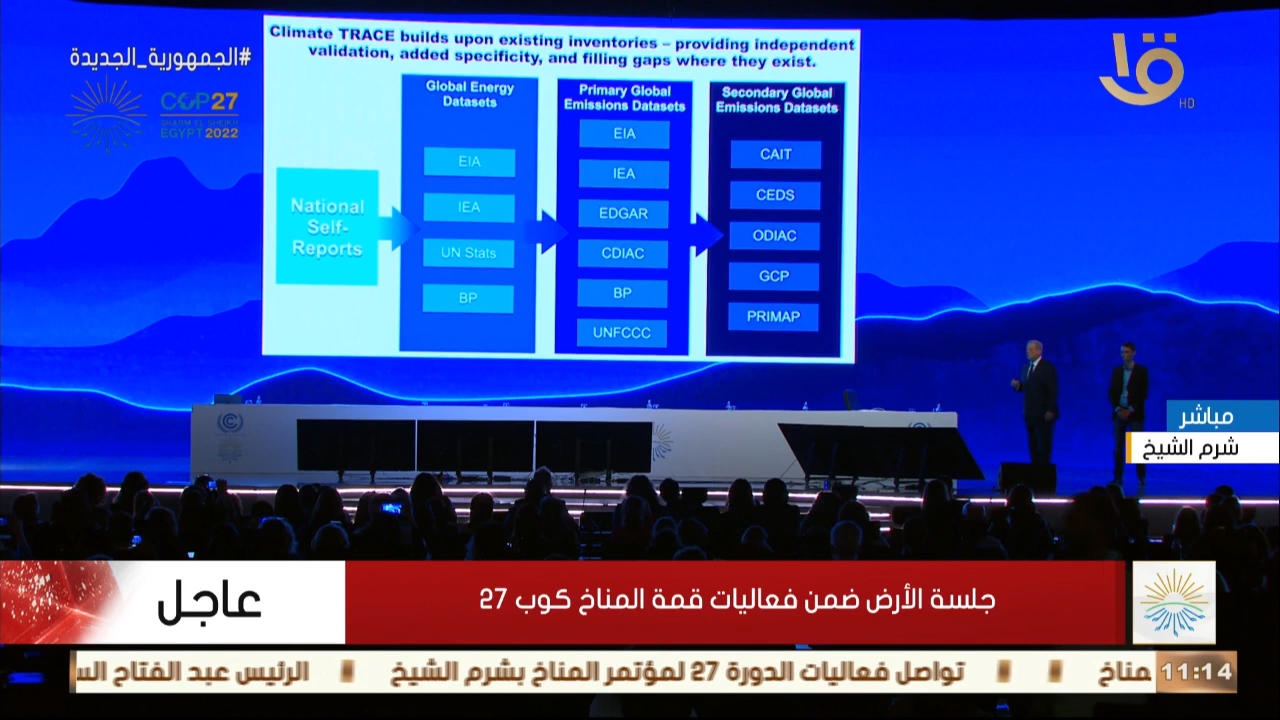 #الجمهورية_الجديدة
COP27
SHARM EL SHEIKH
EGYPT 2022
Climate TRACE builds upon existing inventories – providing independent
validation, added specificity, and filling gaps where they exist.
National
Self-
Reports
Global Energy
Datasets
EIA
IEA
UN Stats
BP
Primary Global
Emissions Datasets
EIA
IEA
EDGAR
CDIAC
BP
UNFCCC
Secondary Global
Emissions Datasets
CAIT
CEDS
ODIAC
GCP
PRIMAP
HD
مباشر
شرم الشيخ
عاجل
جلسة الأرض ضمن فعاليات قمة المناخ كوب 27
11:14
مناخ
تواصل فعاليات الدورة 27 لمؤتمر المناخ بشرم الشيخ
الرئيس عبد الفتاح الس